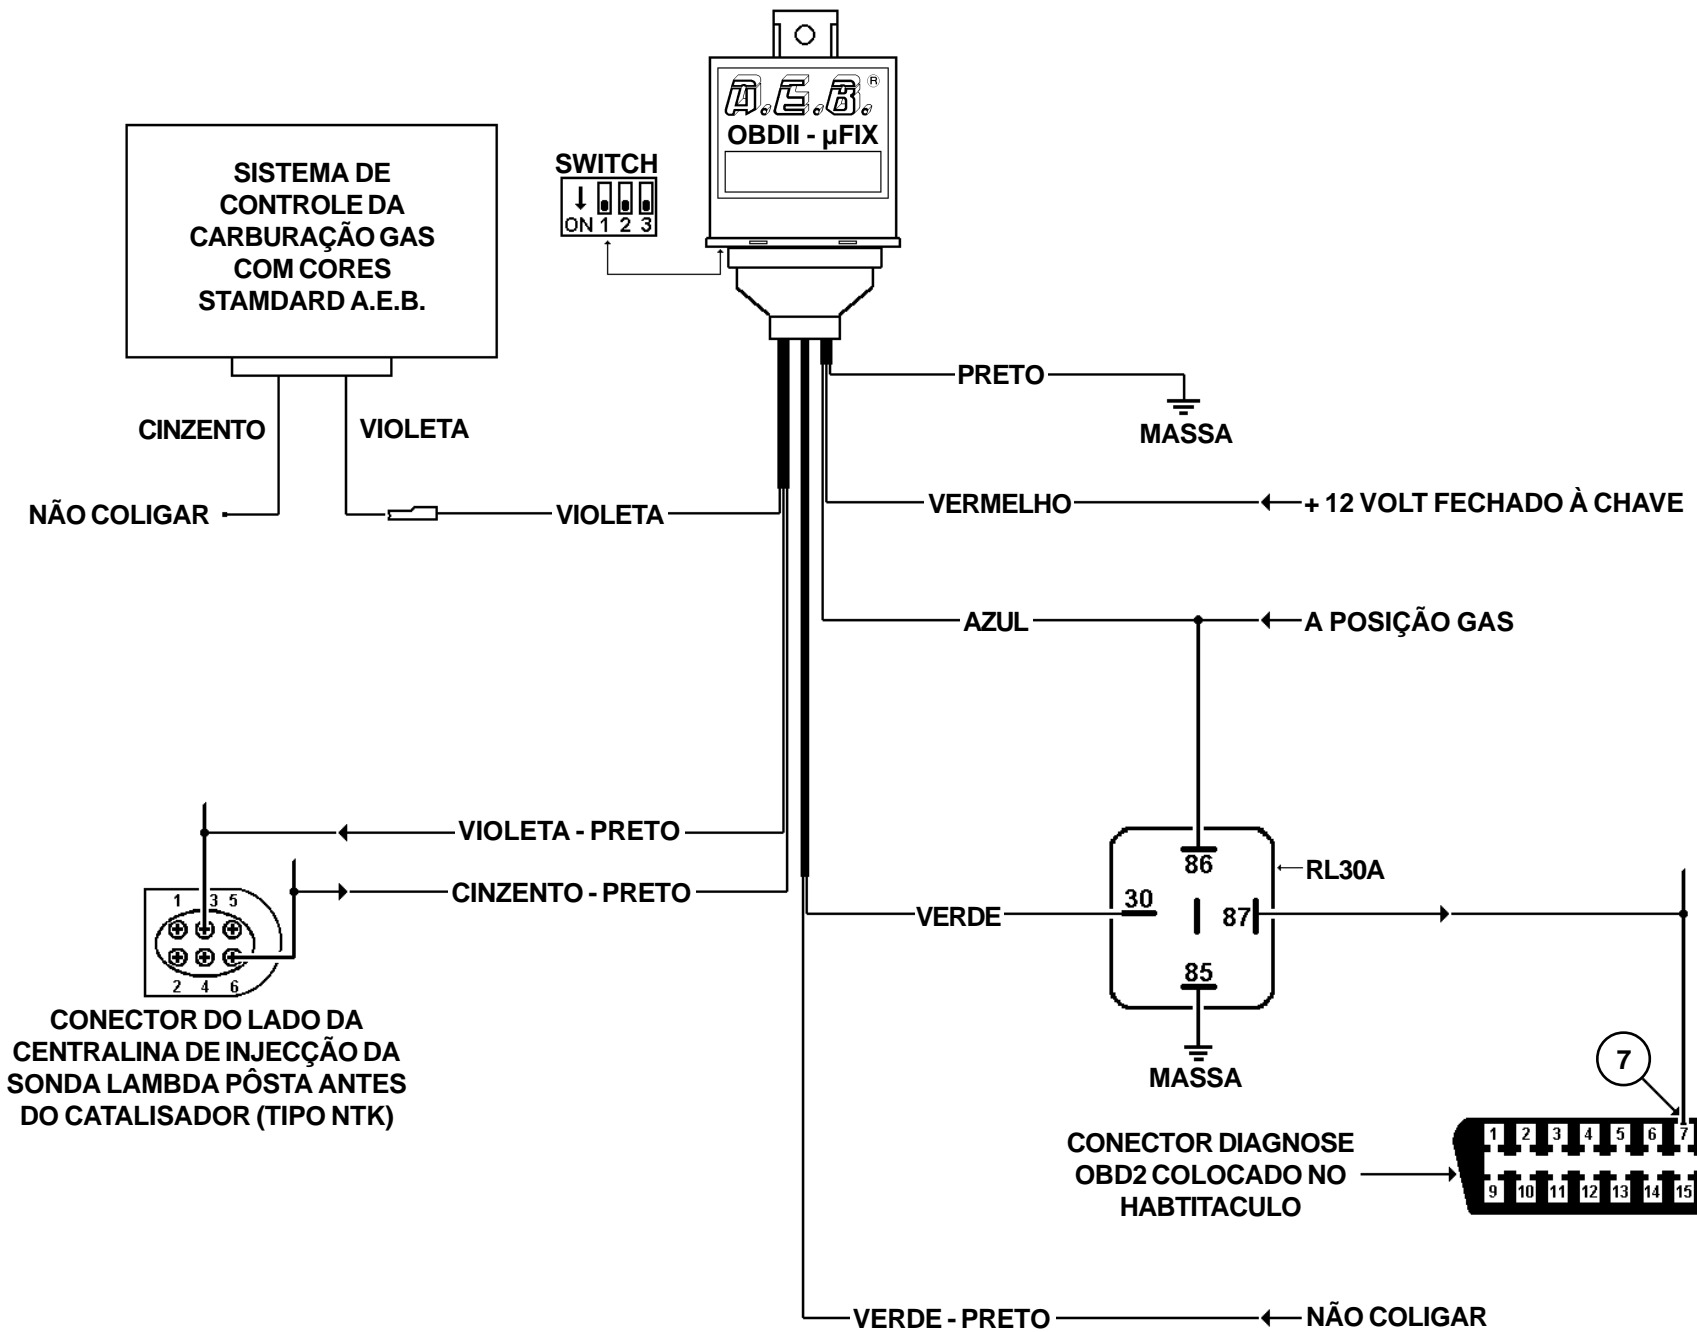 A.E.B.®
OBDII - µFIX
SWITCH
ON 1 2 3
SISTEMA DE
CONTROLE DA
CARBURAÇÃO GAS
COM CORES
STAMDARD A.E.B.
CINZENTO
VIOLETA
NÃO COLIGAR
VIOLETA
PRETO
MASSA
VERMELHO
+ 12 VOLT FECHADO À CHAVE
AZUL
A POSIÇÃO GAS
VIOLETA - PRETO
CINZENTO - PRETO
1 3 5
2 4 6
CONECTOR DO LADO DA
CENTRALINA DE INJECÇÃO DA
SONDA LAMBDA PÔSTA ANTES
DO CATALISADOR (TIPO NTK)
VERDE
86
30
87
85
RL30A
MASSA
7
CONECTOR DIAGNOSE
OBD2 COLOCADO NO
HABTITACULO
1 2 3 4 5 6 7
9 10 11 12 13 14 15
VERDE - PRETO
NÃO COLIGAR